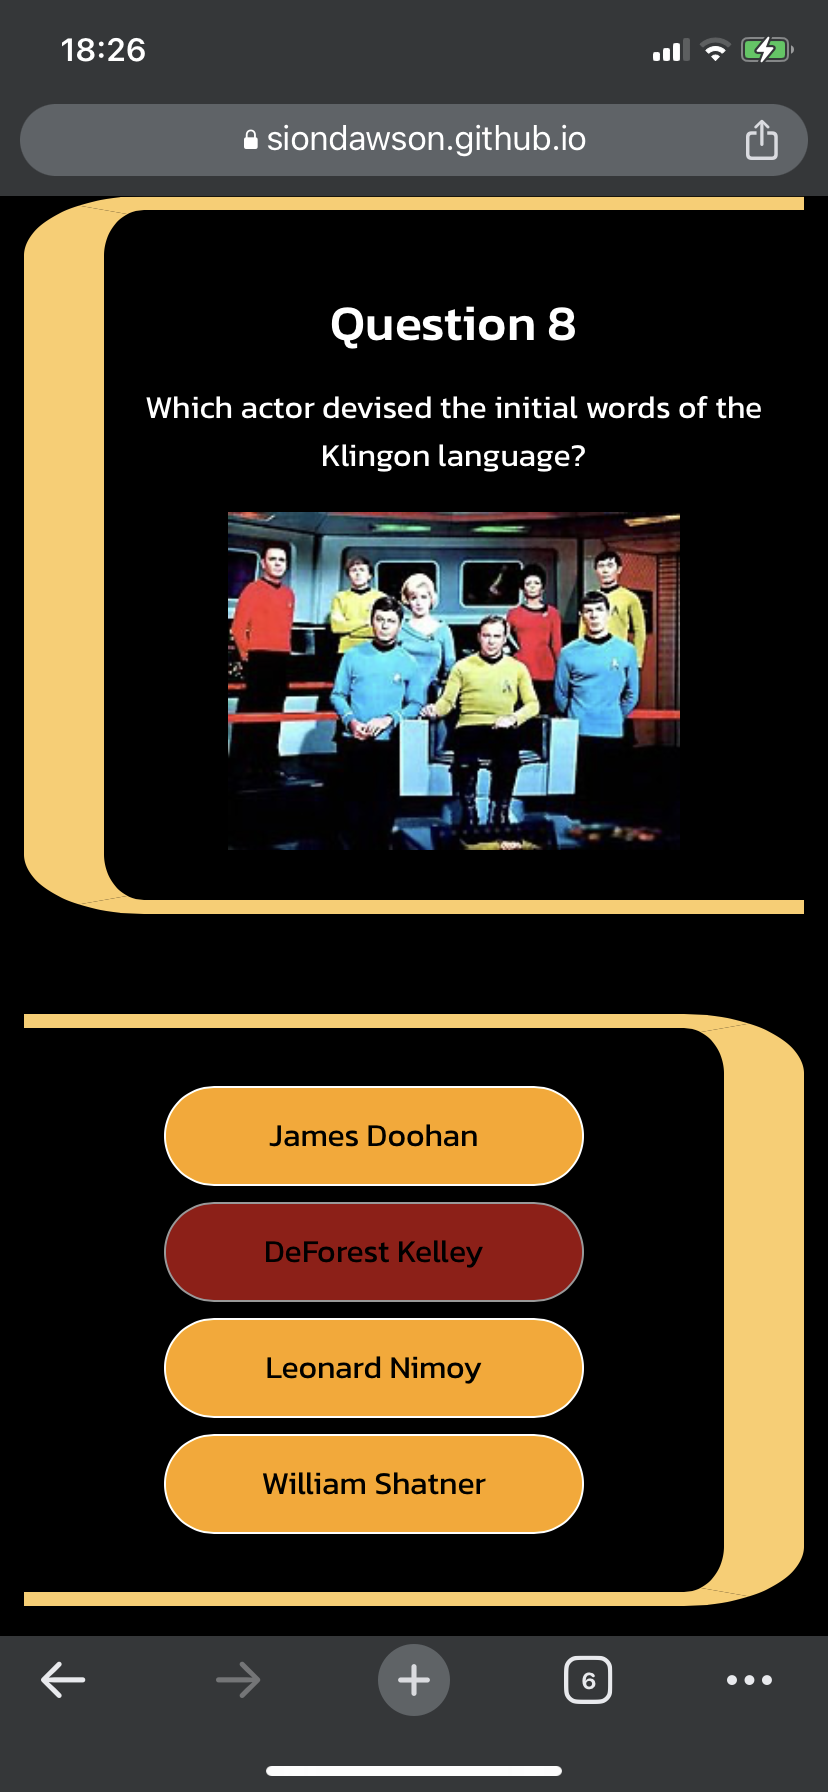 18:26
siondawson.github.io
Question 8
Which actor devised the initial words of the
Klingon language?
James Doohan
DeForest Kelley
Leonard Nimoy
William Shatner
6